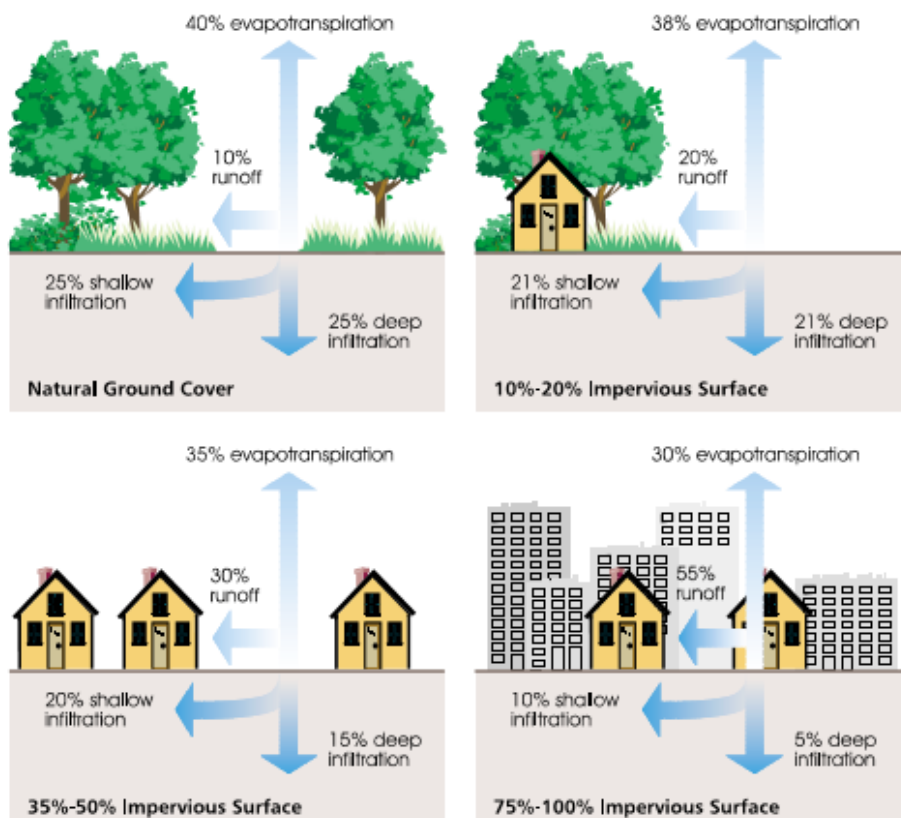 40% evapotranspiration
10%
runoff
25% shallow
infiltration
25% deep
infiltration
Natural Ground Cover
38% evapotranspiration
20%
runoff
21% shallow
infiltration
21% deep
infiltration
10%-20% Impervious Surface
35% evapotranspiration
30%
runoff
20% shallow
infiltration
15% deep
infiltration
35%-50% Impervious Surface
30% evapotranspiration
55%
runoff
10% shallow
infiltration
5% deep
infiltration
75%-100% Impervious Surface